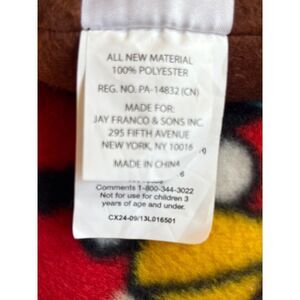 ALL NEW MATERIAL
100% POLYESTER
REG. NO. PA-14832 (CN)
MADE FOR:
JAY FRANCO & SONS INC.
295 FIFTH AVENUE
NEW YORK, NY 10016
MADE IN CHINA
Comments 1-800-344-3022
Not for use for children 3
years of age and under.
CX24-09/13L016501